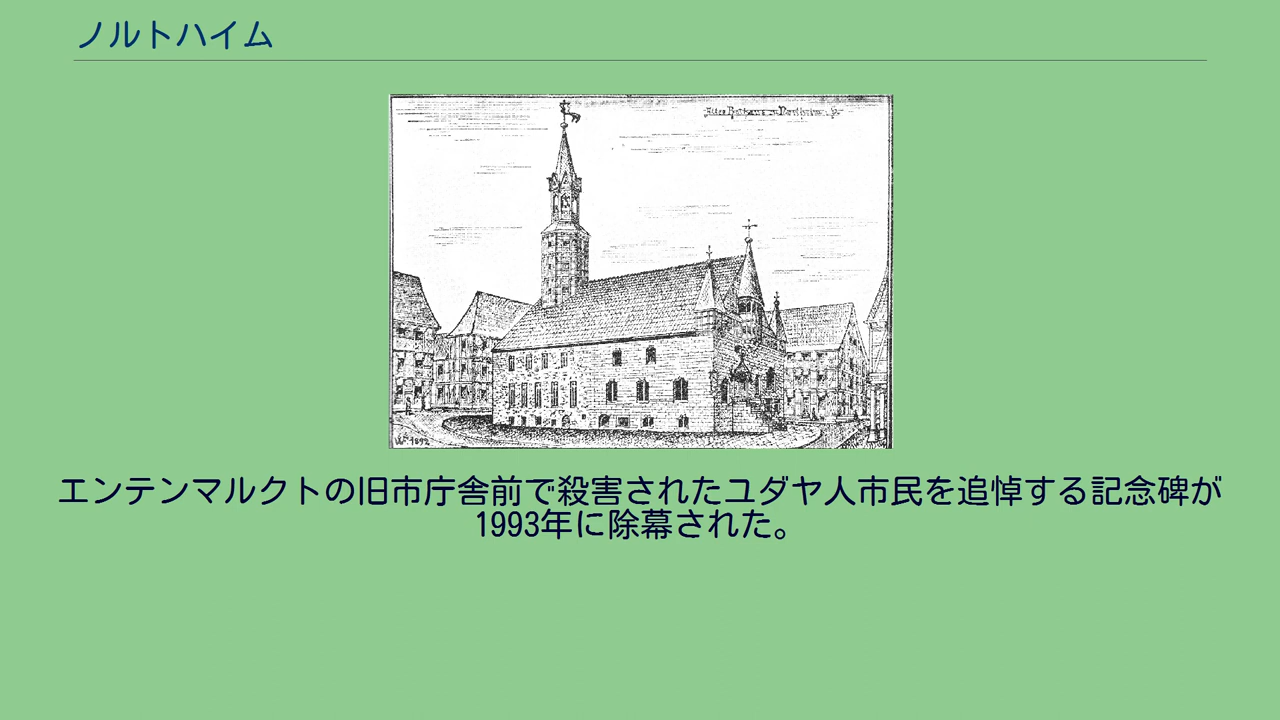 ノルトハイム
エンテンマルクトの旧市庁舎前で殺害されたユダヤ人市民を追悼する記念碑が
1993年に除幕された。